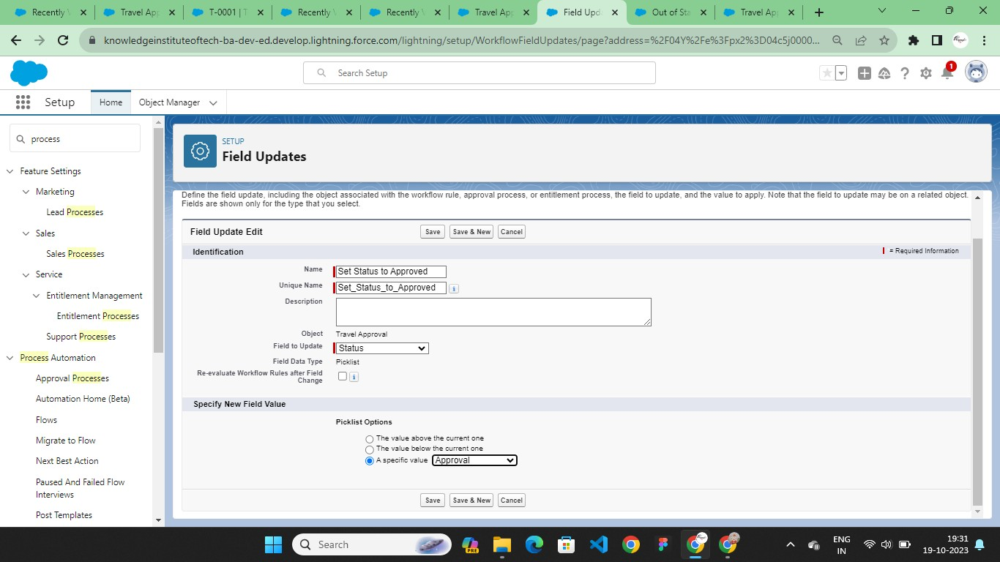 Recently V
Travel App
T-0001 | T
Recently V
Recently V
Travel App
Field Upd
Out of Sta
Travel App
knowledgeinstituteoftech-ba-dev-ed.develop.lightning.force.com/lightning/setup/WorkflowFieldUpdates/page?address=%2F04Y%2Fe%3Fpx2%3D04c5j0000...
Search Setup
1
Setup
Home
Object Manager
process
Feature Settings
Marketing
Lead Processes
Sales
Sales Processes
Service
Entitlement Management
Entitlement Processes
Support Processes
Process Automation
Approval Processes
Automation Home (Beta)
Flows
Migrate to Flow
Next Best Action
Paused And Failed Flow
Interviews
Post Templates
SETUP
Field Updates
Define the field update, including the object associated with the workflow rule, approval process, or entitlement process, the field to update, and the value to apply. Note that the field to update may be on a related object.
Fields are shown only for the type that you select.
Field Update Edit
Save
Save & New
Cancel
Identification
= Required Information
Name
Set Status to Approved
Unique Name
Set_Status_to_Approved
i
Description
Object
Travel Approval
Field to Update
Status
Field Data Type
Picklist
Re-evaluate Workflow Rules after Field
Change
i
Specify New Field Value
Picklist Options
The value above the current one
The value below the current one
A specific value
Approval
Save
Save & New
Cancel
Search
PRE
ENG
IN
19:31
19-10-2023